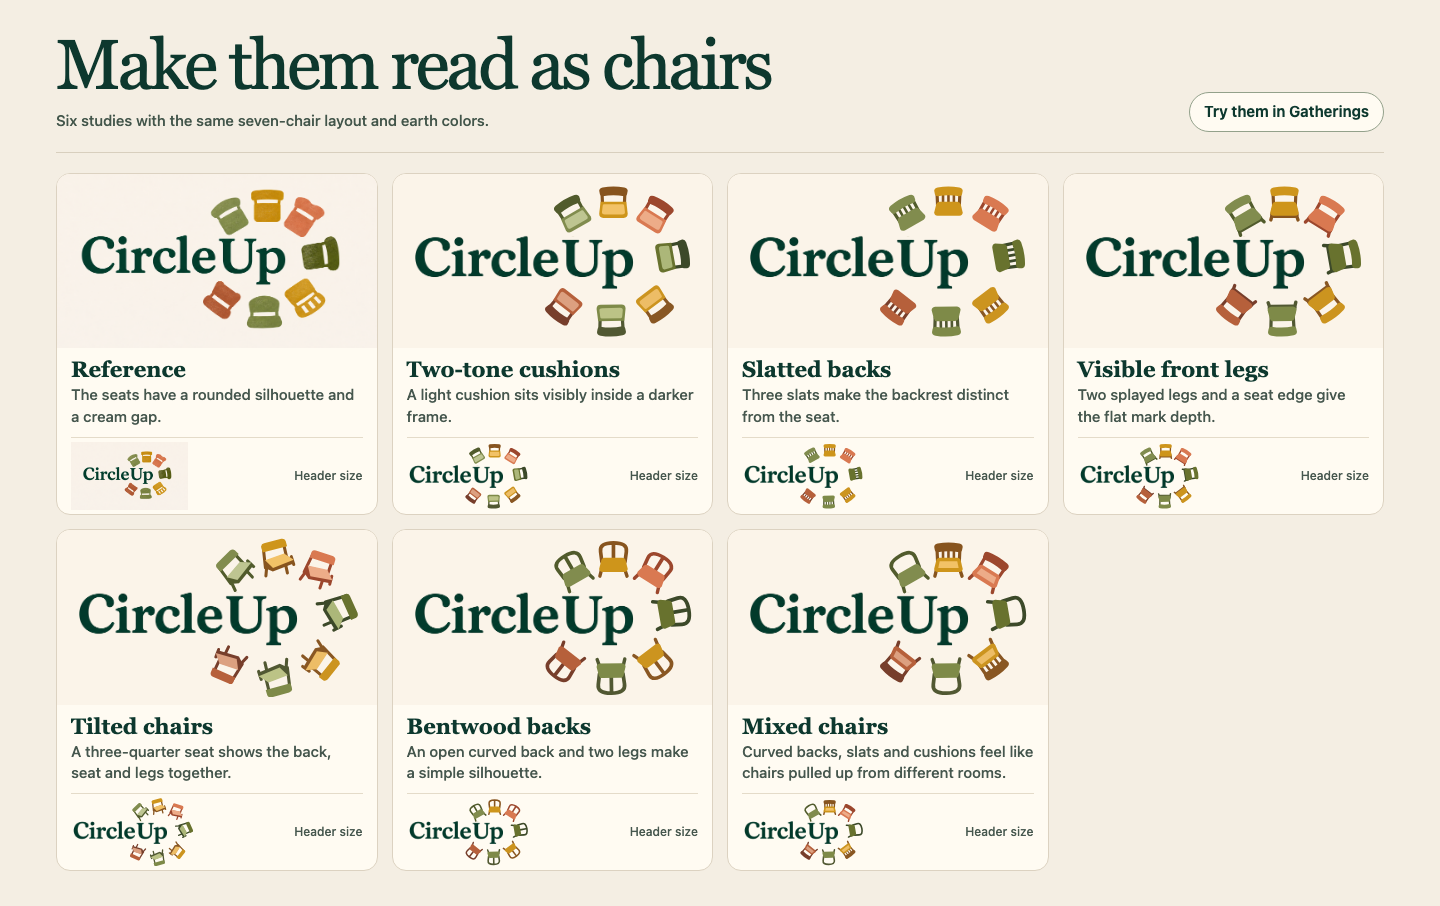 Make them read as chairs
Six studies with the same seven-chair layout and earth colors.
Try them in Gatherings
CircleUp
Reference
The seats have a rounded silhouette and
a cream gap.
CircleUp
Header size
CircleUp
Two-tone cushions
A light cushion sits visibly inside a darker
frame.
CircleUp
Header size
CircleUp
Slatted backs
Three slats make the backrest distinct
from the seat.
CircleUp
Header size
CircleUp
Visible front legs
Two splayed legs and a seat edge give
the flat mark depth.
CircleUp
Header size
CircleUp
Tilted chairs
A three-quarter seat shows the back,
seat and legs together.
CircleUp
Header size
CircleUp
Bentwood backs
An open curved back and two legs make
a simple silhouette.
CircleUp
Header size
CircleUp
Mixed chairs
Curved backs, slats and cushions feel like
chairs pulled up from different rooms.
CircleUp
Header size